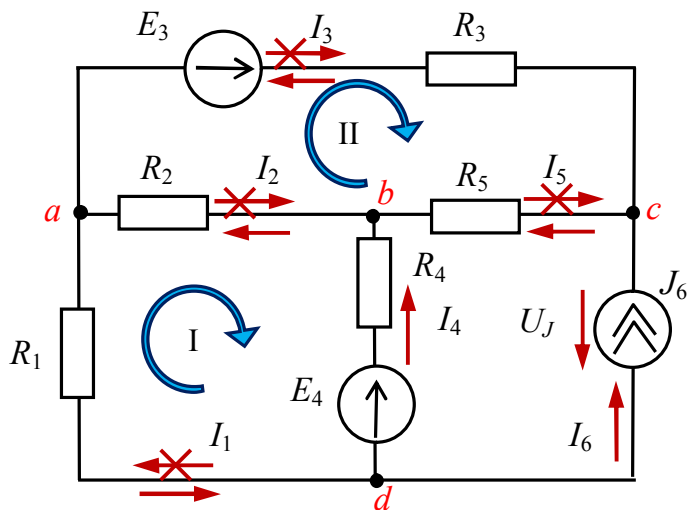 E3 I3 R3
II
R2 I2 b R5 I5
a c
R4 J6
R1 I I4 UJ
E4
I1 I6
d